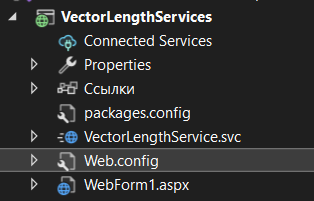 VectorLengthServices
Connected Services
Properties
Ссылки
packages.config
VectorLengthService.svc
Web.config
WebForm1.aspx